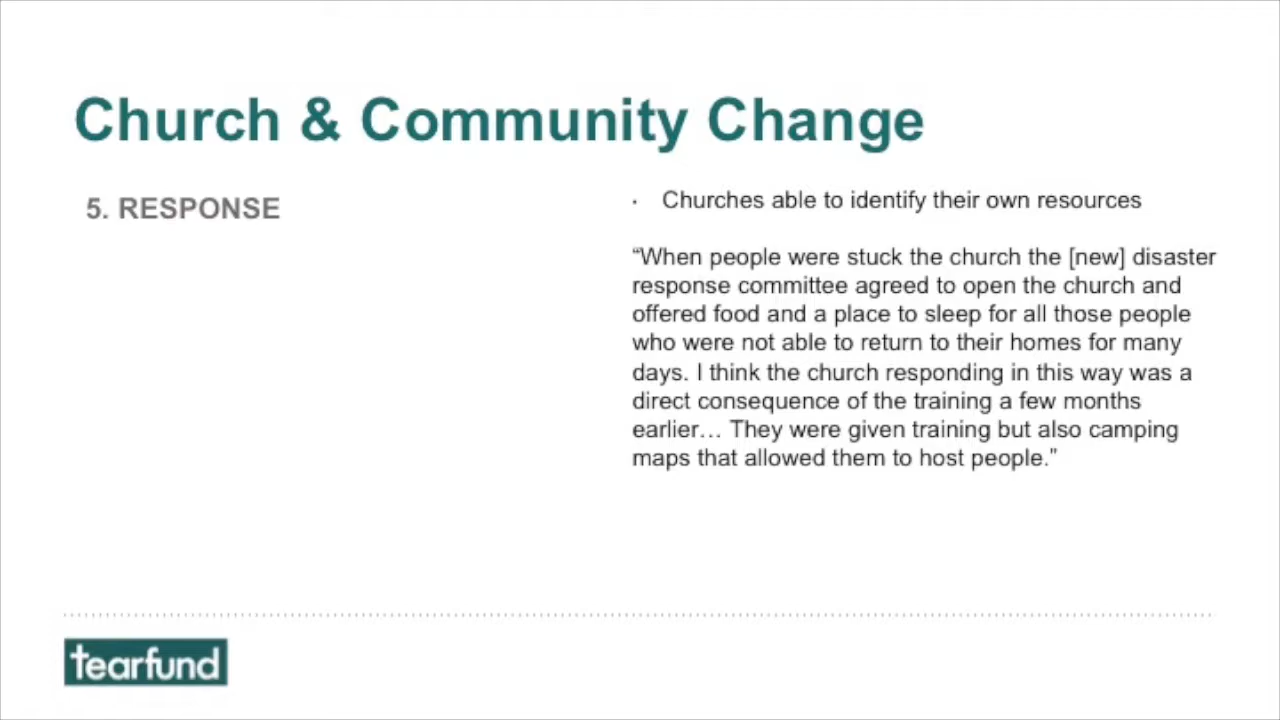 Church & Community Change
5. RESPONSE
· Churches able to identify their own resources
“When people were stuck the church the [new] disaster
response committee agreed to open the church and
offered food and a place to sleep for all those people
who were not able to return to their homes for many
days. I think the church responding in this way was a
direct consequence of the training a few months
earlier… They were given training but also camping
maps that allowed them to host people.”
tearfund